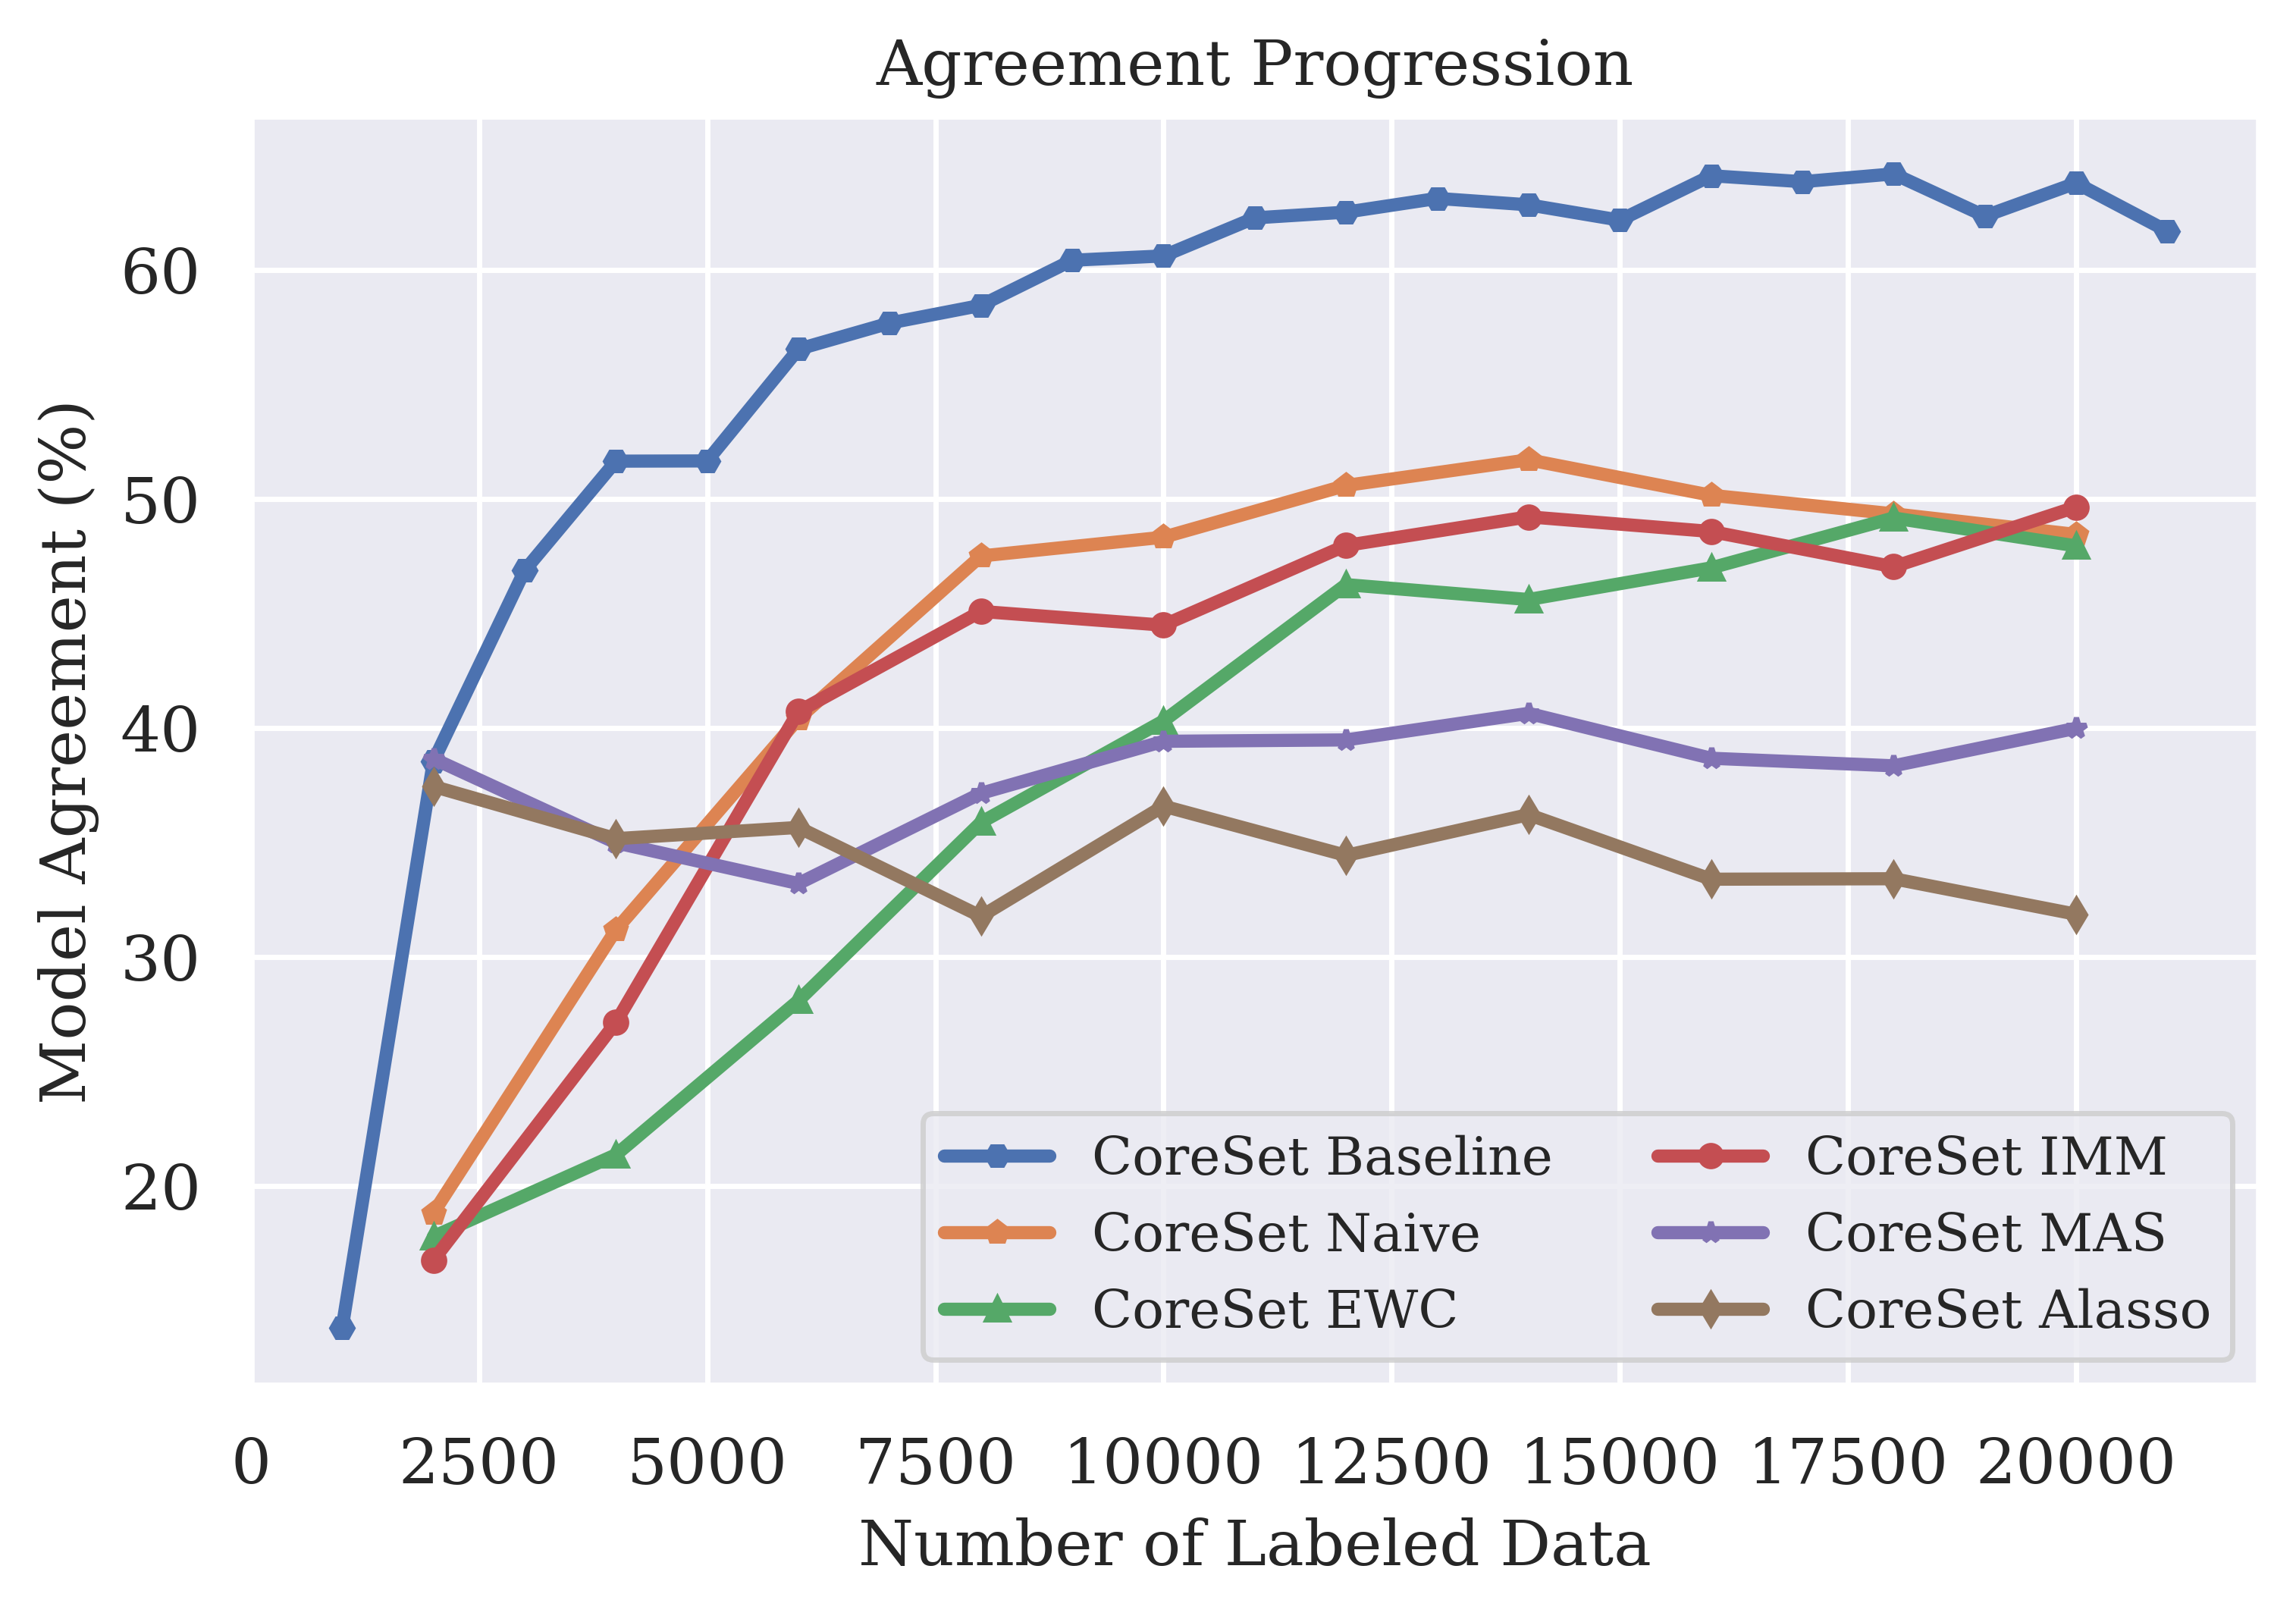 Agreement Progression
Model Agreement (%)
60
50
40
30
20
CoreSet Baseline
CoreSet Naive
CoreSet EWC
CoreSet IMM
CoreSet MAS
CoreSet Alasso
0 2500 5000 7500 10000 12500 15000 17500 20000
Number of Labeled Data